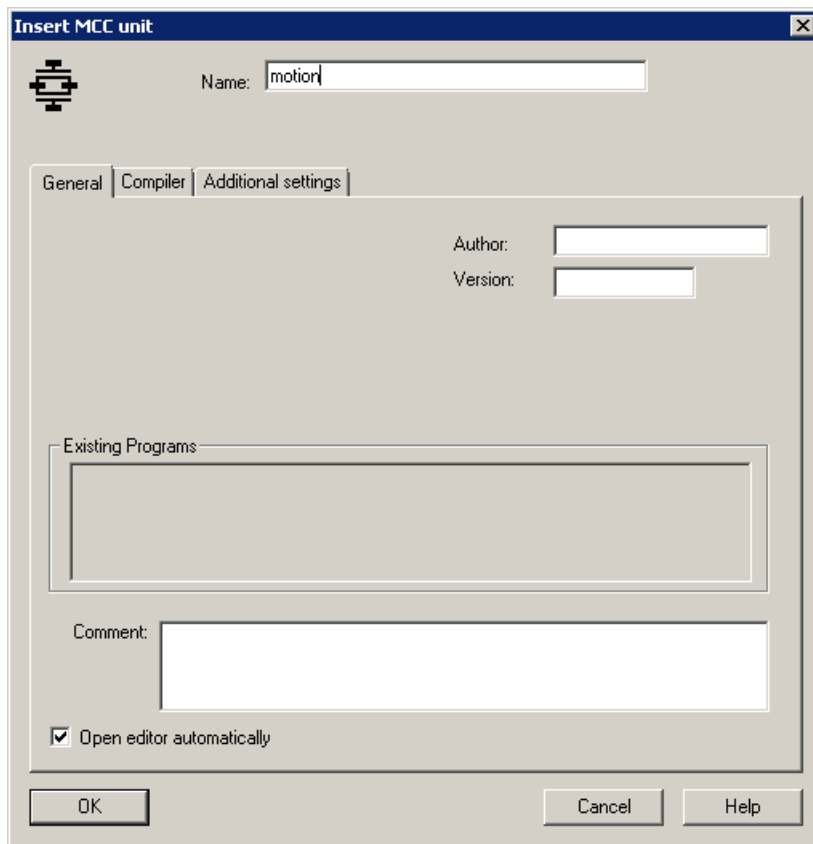 Insert MCC unit
Name: motion
General Compiler Additional settings
Author:
Version:
Existing Programs
Comment:
Open editor automatically
OK Cancel Help